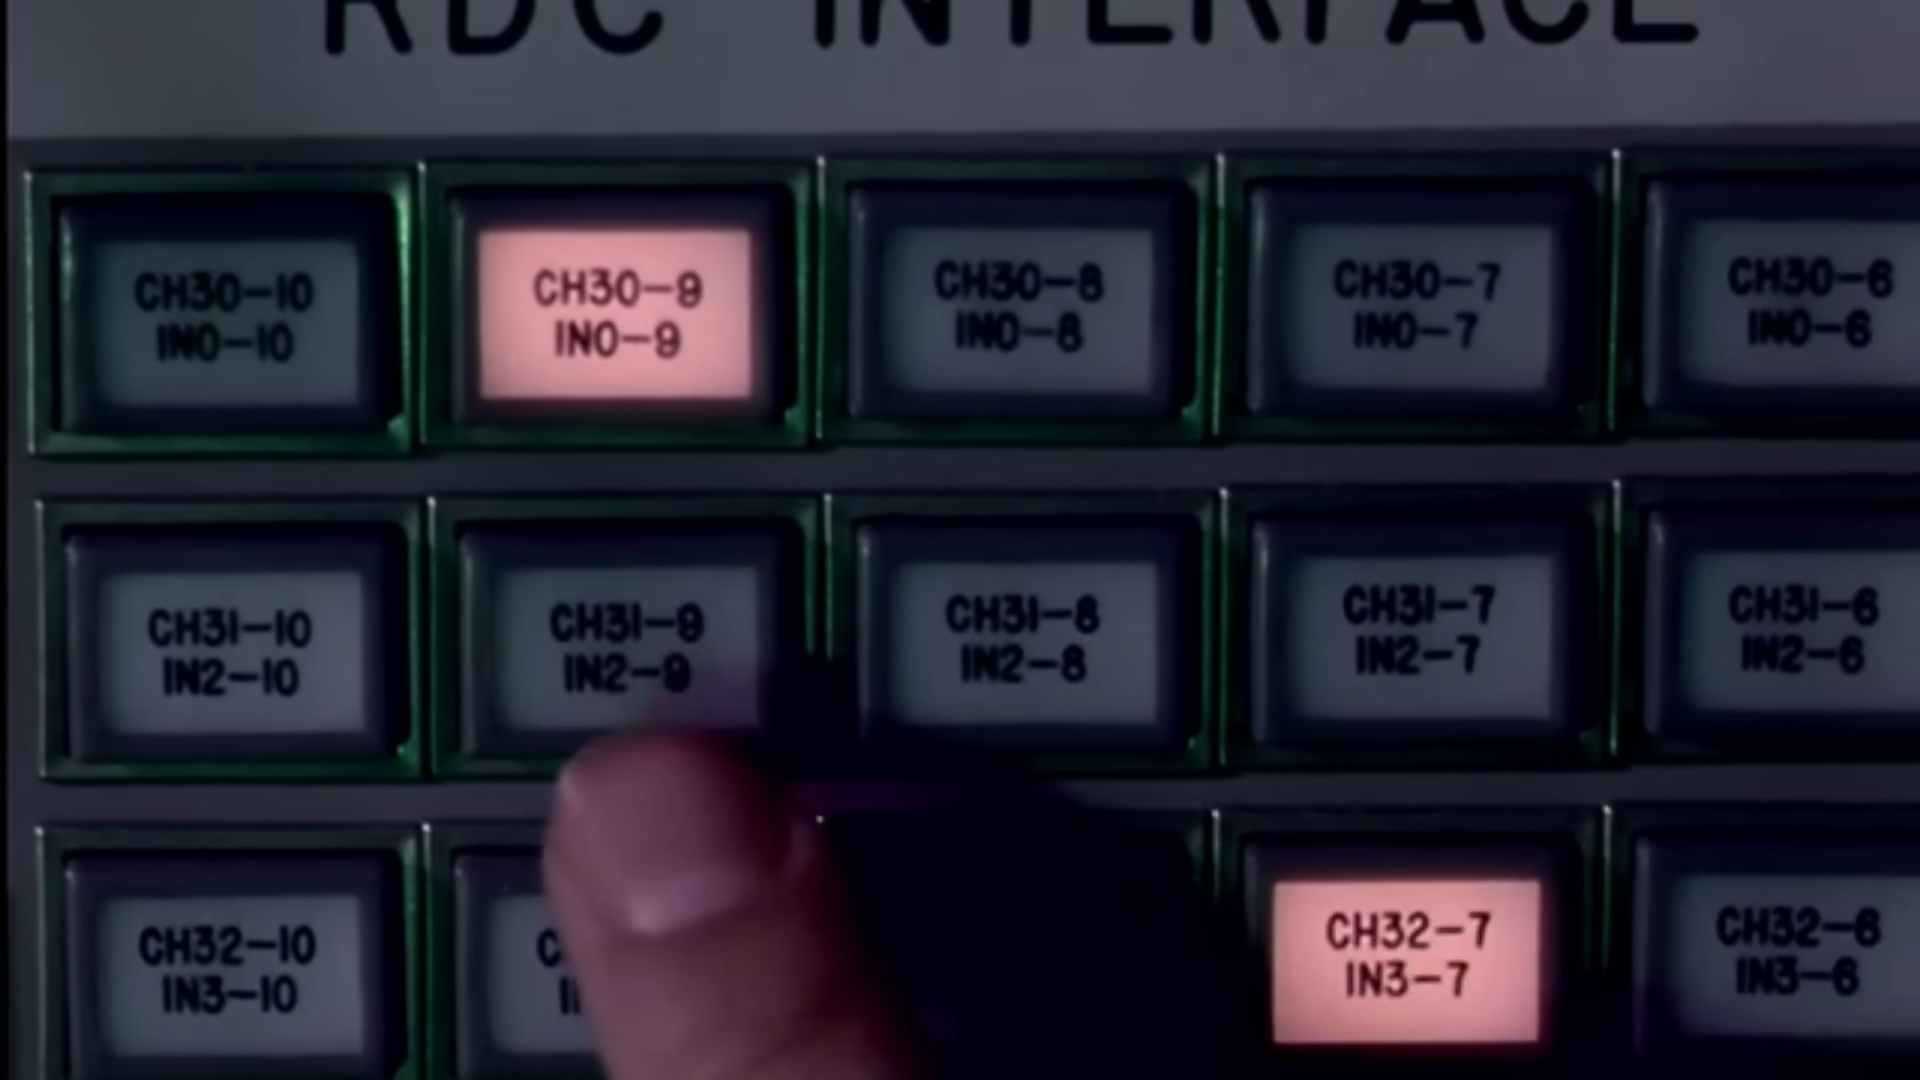 RDC INTERFACE
CH30-10
IN0-10
CH30-9
IN0-9
CH30-8
IN0-8
CH30-7
IN0-7
CH30-6
IN0-6
CH31-10
IN2-10
CH31-9
IN2-9
CH31-8
IN2-8
CH31-7
IN2-7
CH31-6
IN2-6
CH32-10
IN3-10
CH32-7
IN3-7
CH32-6
IN3-6